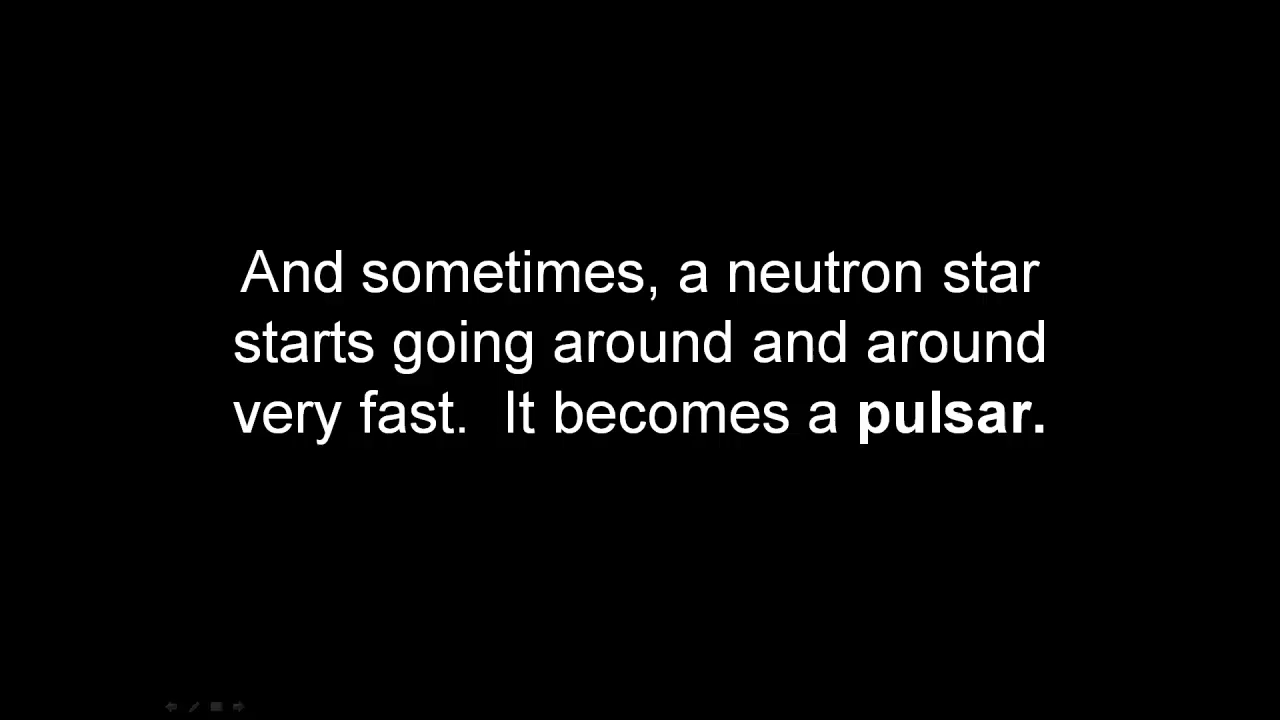 And sometimes, a neutron star
starts going around and around
very fast.  It becomes a pulsar.